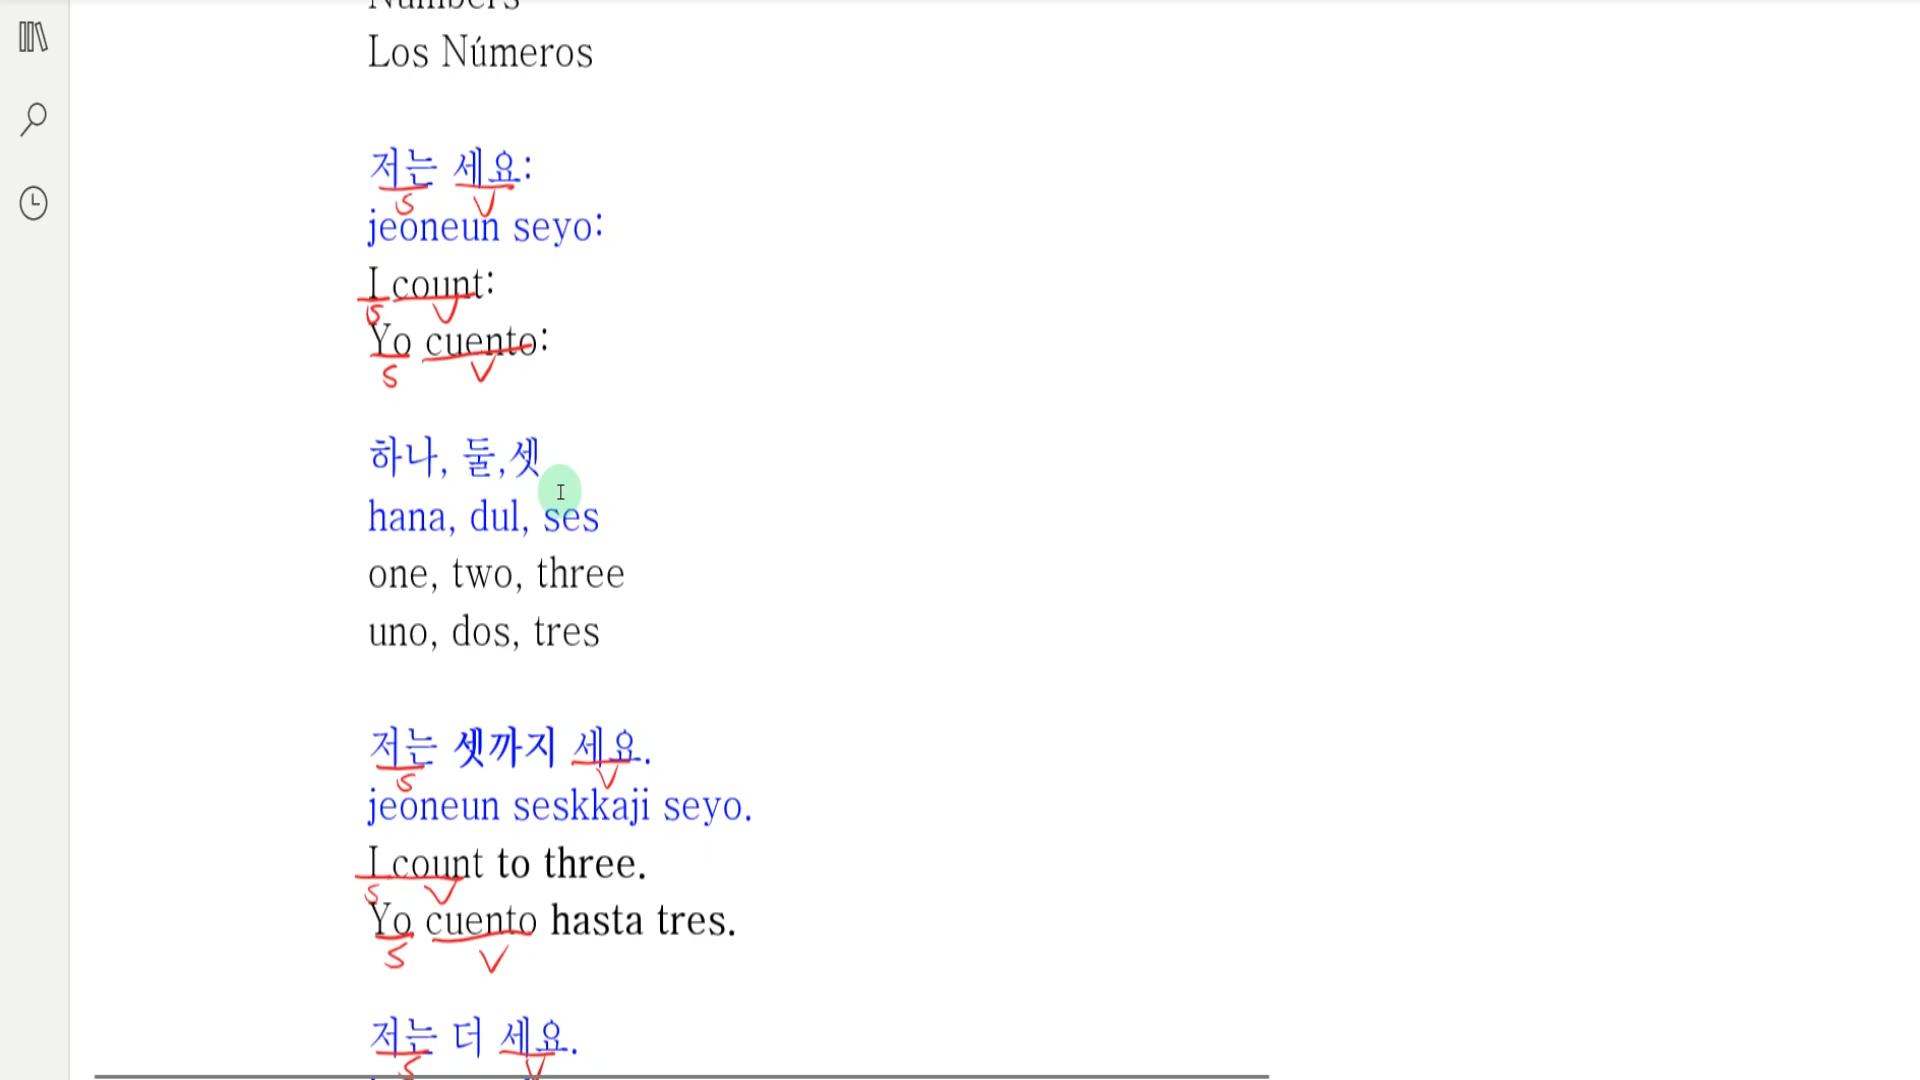 Numbers
Los Números
저는 세요:
S V
jeoneun seyo:
I count:
S V
Yo cuento:
S V
하나, 둘,셋
hana, dul, ses
one, two, three
uno, dos, tres
저는 셋까지 세요.
S V
jeoneun seskkaji seyo.
I count to three.
S V
Yo cuento hasta tres.
S V
저는 더 세요.
S V